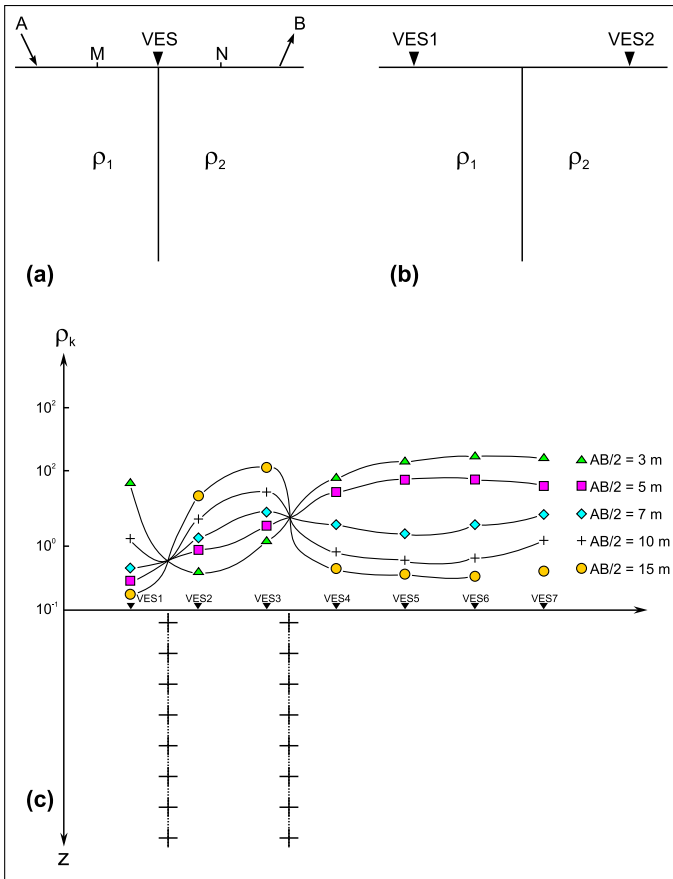 A
B
VES
M
N
ρ₁
ρ₂
(a)
VES1
VES2
ρ₁
ρ₂
(b)
ρₖ
10²
10²
10⁰
10⁻¹
AB/2 = 3 m
AB/2 = 5 m
AB/2 = 7 m
AB/2 = 10 m
AB/2 = 15 m
VES1
VES2
VES3
VES4
VES5
VES6
VES7
(c)
z